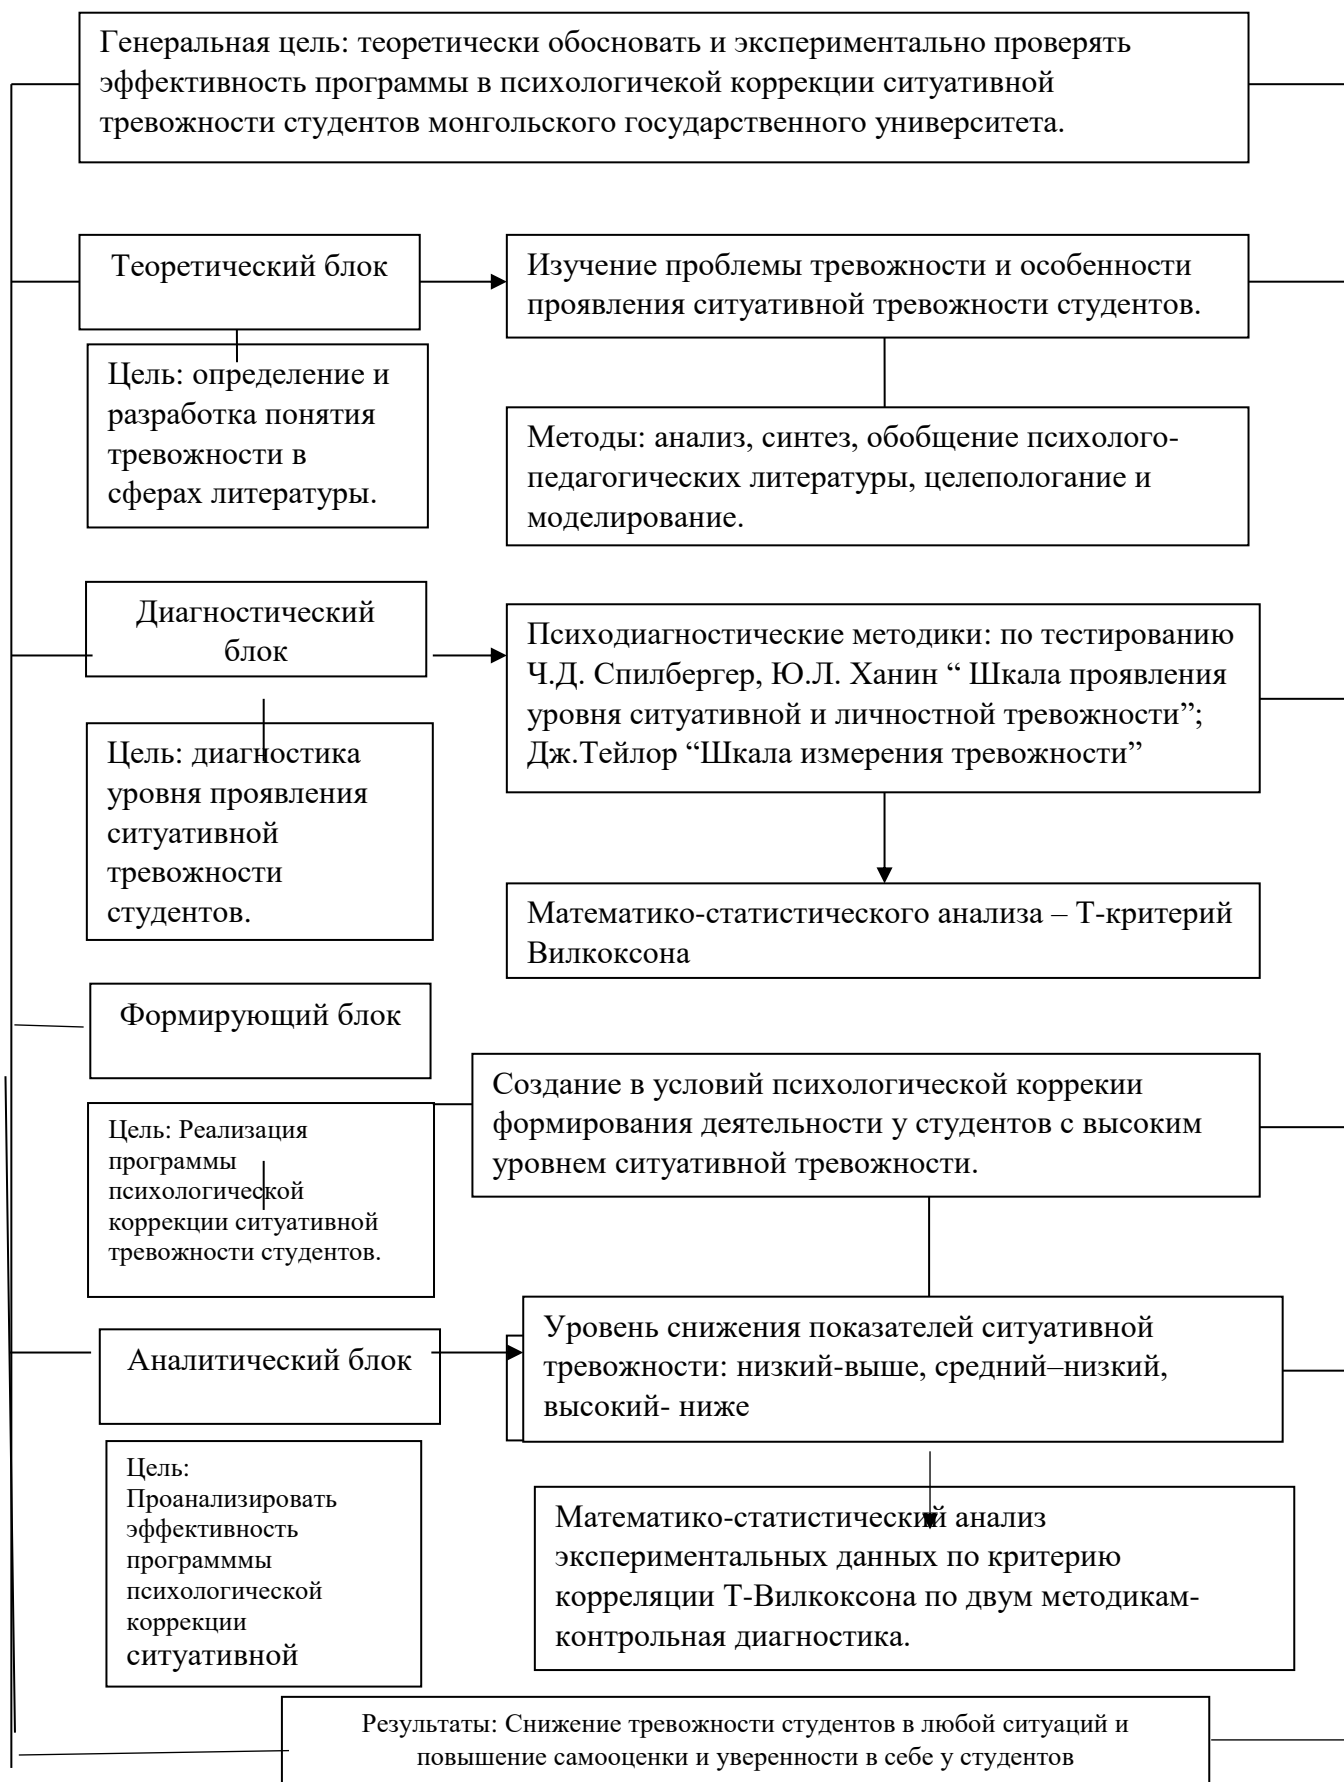 Генеральная цель: теоретически обосновать и экспериментально проверять
эффективность программы в психологичекой коррекции ситуативной
тревожности студентов монгольского государственного университета.
Теоретический блок
Изучение проблемы тревожности и особенности
проявления ситуативной тревожности студентов.
Цель: определение и
разработка понятия
тревожности в
сферах литературы.
Методы: анализ, синтез, обобщение психолого-
педагогических литературы, целепологание и
моделирование.
Диагностический
блок
Психодиагностические методики: по тестированию
Ч.Д. Спилбергер, Ю.Л. Ханин “ Шкала проявления
уровня ситуативной и личностной тревожности”;
Дж.Тейлор “Шкала измерения тревожности”
Цель: диагностика
уровня проявления
ситуативной
тревожности
студентов.
Математико-статистического анализа – Т-критерий
Вилкоксона
Формирующий блок
Создание в условий психологической коррекии
формирования деятельности у студентов с высоким
уровнем ситуативной тревожности.
Цель: Реализация
программы
психологической
коррекции ситуативной
тревожности студентов.
Аналитический блок
Уровень снижения показателей ситуативной
тревожности: низкий-выше, средний–низкий,
высокий- ниже
Цель:
Проанализировать
эффективность
программмы
психологической
коррекции
ситуативной
Математико-статистический анализ
экспериментальных данных по критерию
корреляции Т-Вилкоксона по двум методикам-
контрольная диагностика.
Результаты: Снижение тревожности студентов в любой ситуаций и
повышение самооценки и уверенности в себе у студентов